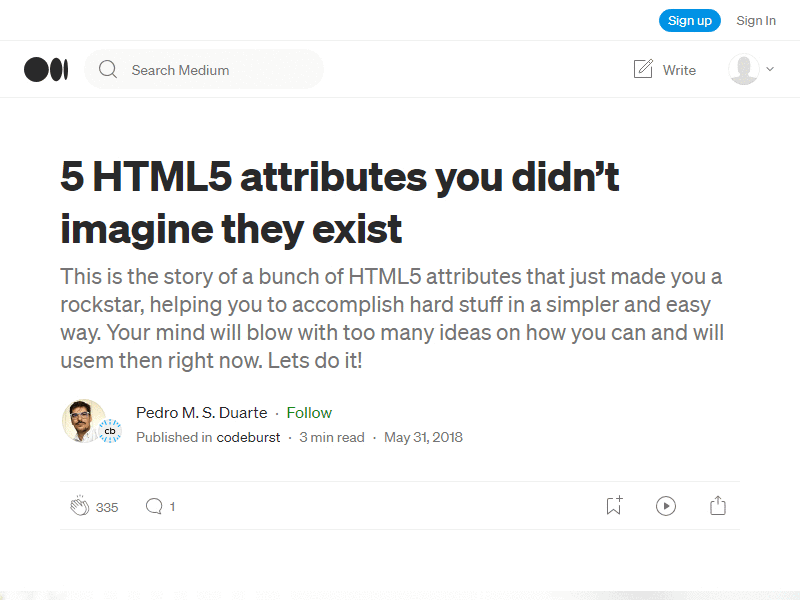 Sign up Sign In
Search Medium Write
5 HTML5 attributes you didn’t
imagine they exist
This is the story of a bunch of HTML5 attributes that just made you a
rockstar, helping you to accomplish hard stuff in a simpler and easy
way. Your mind will blow with too many ideas on how you can and will
usem then right now. Lets do it!
Pedro M. S. Duarte · Follow
cb
Published in codeburst · 3 min read · May 31, 2018
335 1